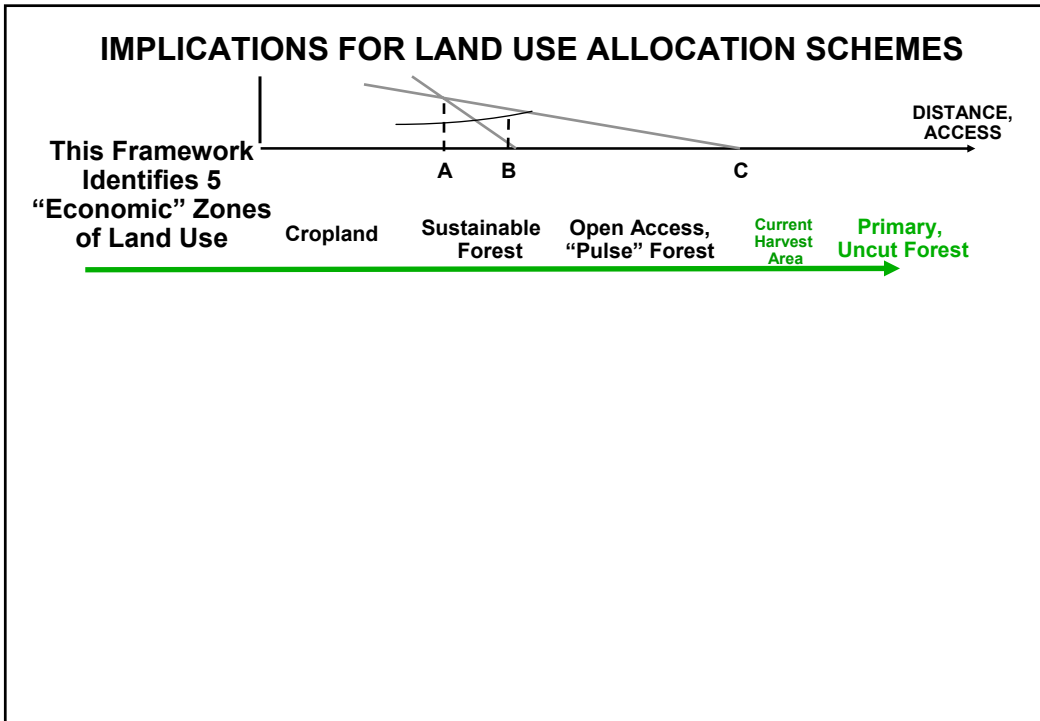 IMPLICATIONS FOR LAND USE ALLOCATION SCHEMES
DISTANCE,
ACCESS
A
B
C
This Framework
Identifies 5
“Economic” Zones
of Land Use
Cropland
Sustainable
Forest
Open Access,
“Pulse” Forest
Current
Harvest
Area
Primary,
Uncut Forest